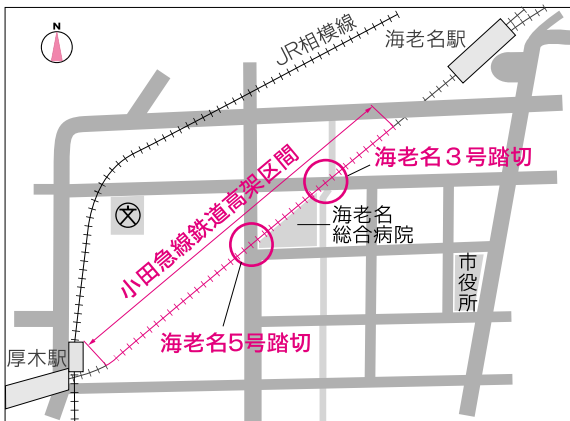 N
JR相模線
海老名駅
海老名3号踏切
小田急線鉄道高架区間
文
海老名
総合病院
市役所
海老名5号踏切
厚木駅